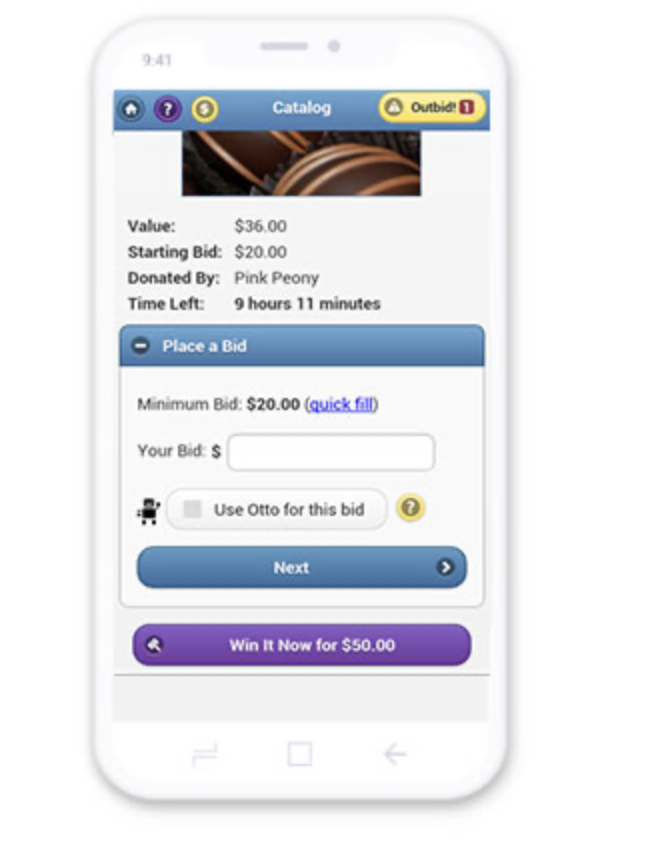 9:41
? $ Catalog Outbid! 1
Value: $36.00
Starting Bid: $20.00
Donated By: Pink Peony
Time Left: 9 hours 11 minutes
Place a Bid
Minimum Bid: $20.00 (quick fill)
Your Bid: $
Use Otto for this bid ?
Next
Win It Now for $50.00